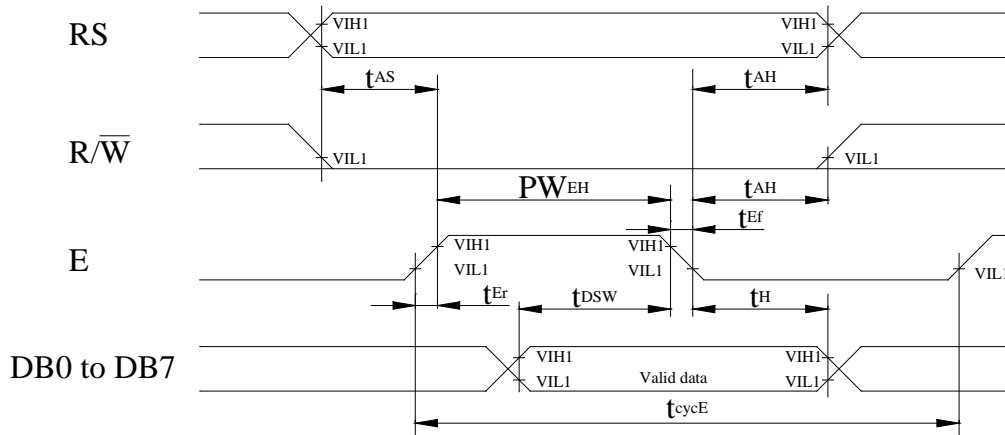 RS
VIH1 VIH1
VIL1 VIL1
tAS tAH
R/W̅
VIL1 VIL1
PWEH tAH
tEf
E
VIH1 VIH1
VIL1 VIL1 VIL1
tEr tDSW tH
DB0 to DB7
VIH1 VIH1
VIL1 Valid data VIL1
tcycE